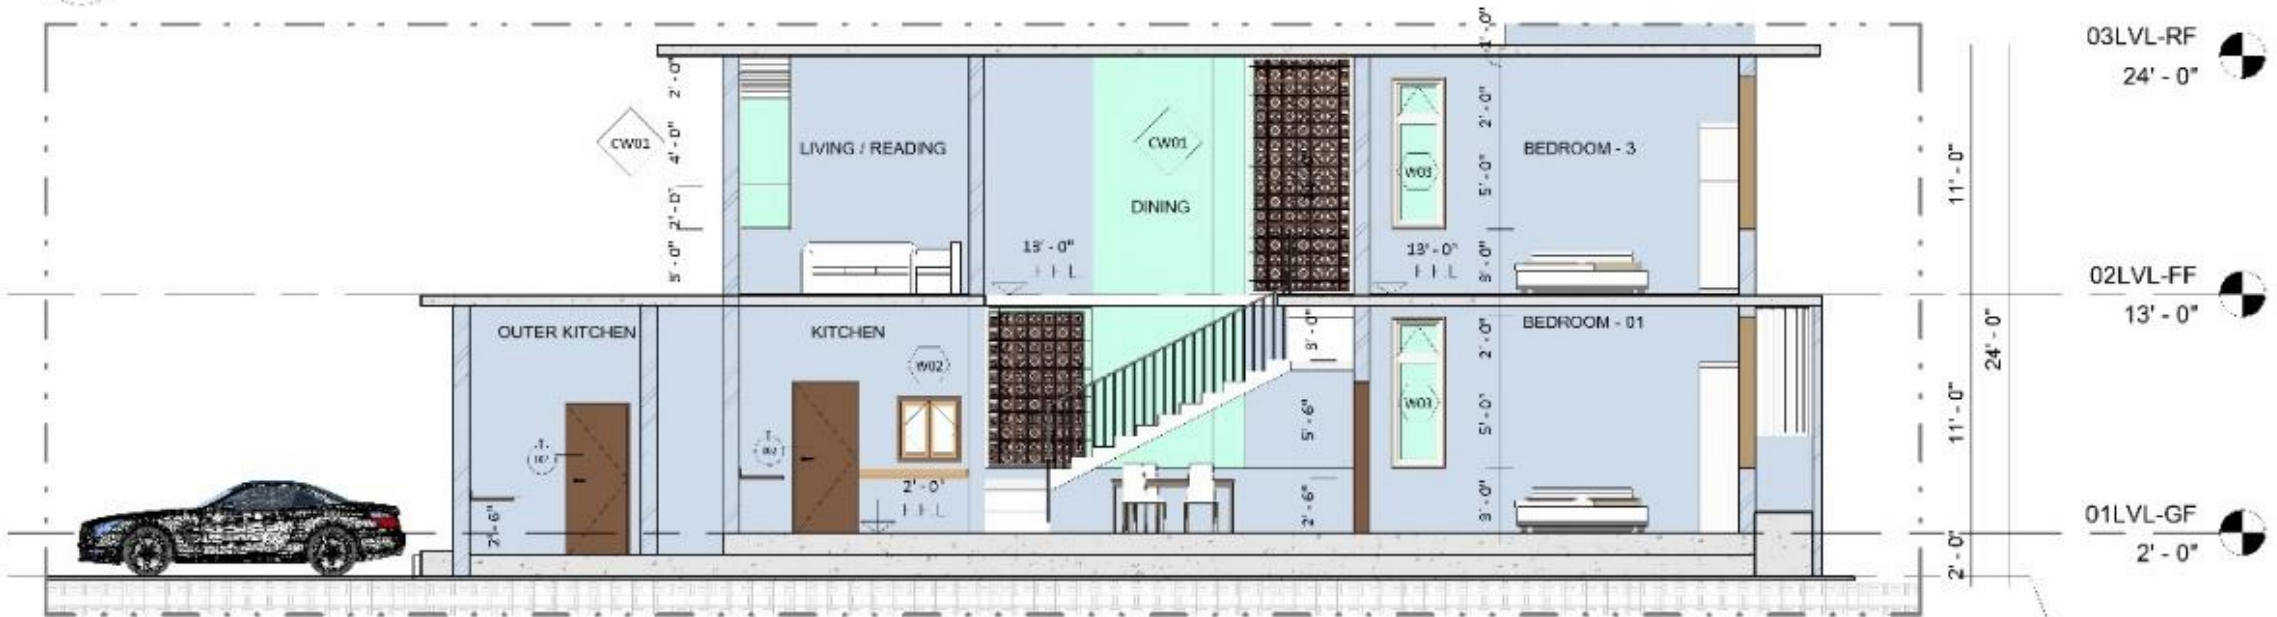 1' - 0"
03LVL-RF
24' - 0"
2' - 0"
4' - 0"
2' - 0"
3' - 0"
CW01
LIVING / READING
CW01
DINING
13' - 0"
W03
13' - 0"
2' - 0"
5' - 0"
3' - 0"
BEDROOM - 3
11' - 0"
02LVL-FF
13' - 0"
24' - 0"
OUTER KITCHEN
KITCHEN
W02
2' - 6"
2' - 0"
5' - 6"
2' - 6"
W03
2' - 0"
5' - 0"
3' - 0"
BEDROOM - 01
11' - 0"
2' - 0"
01LVL-GF
2' - 0"